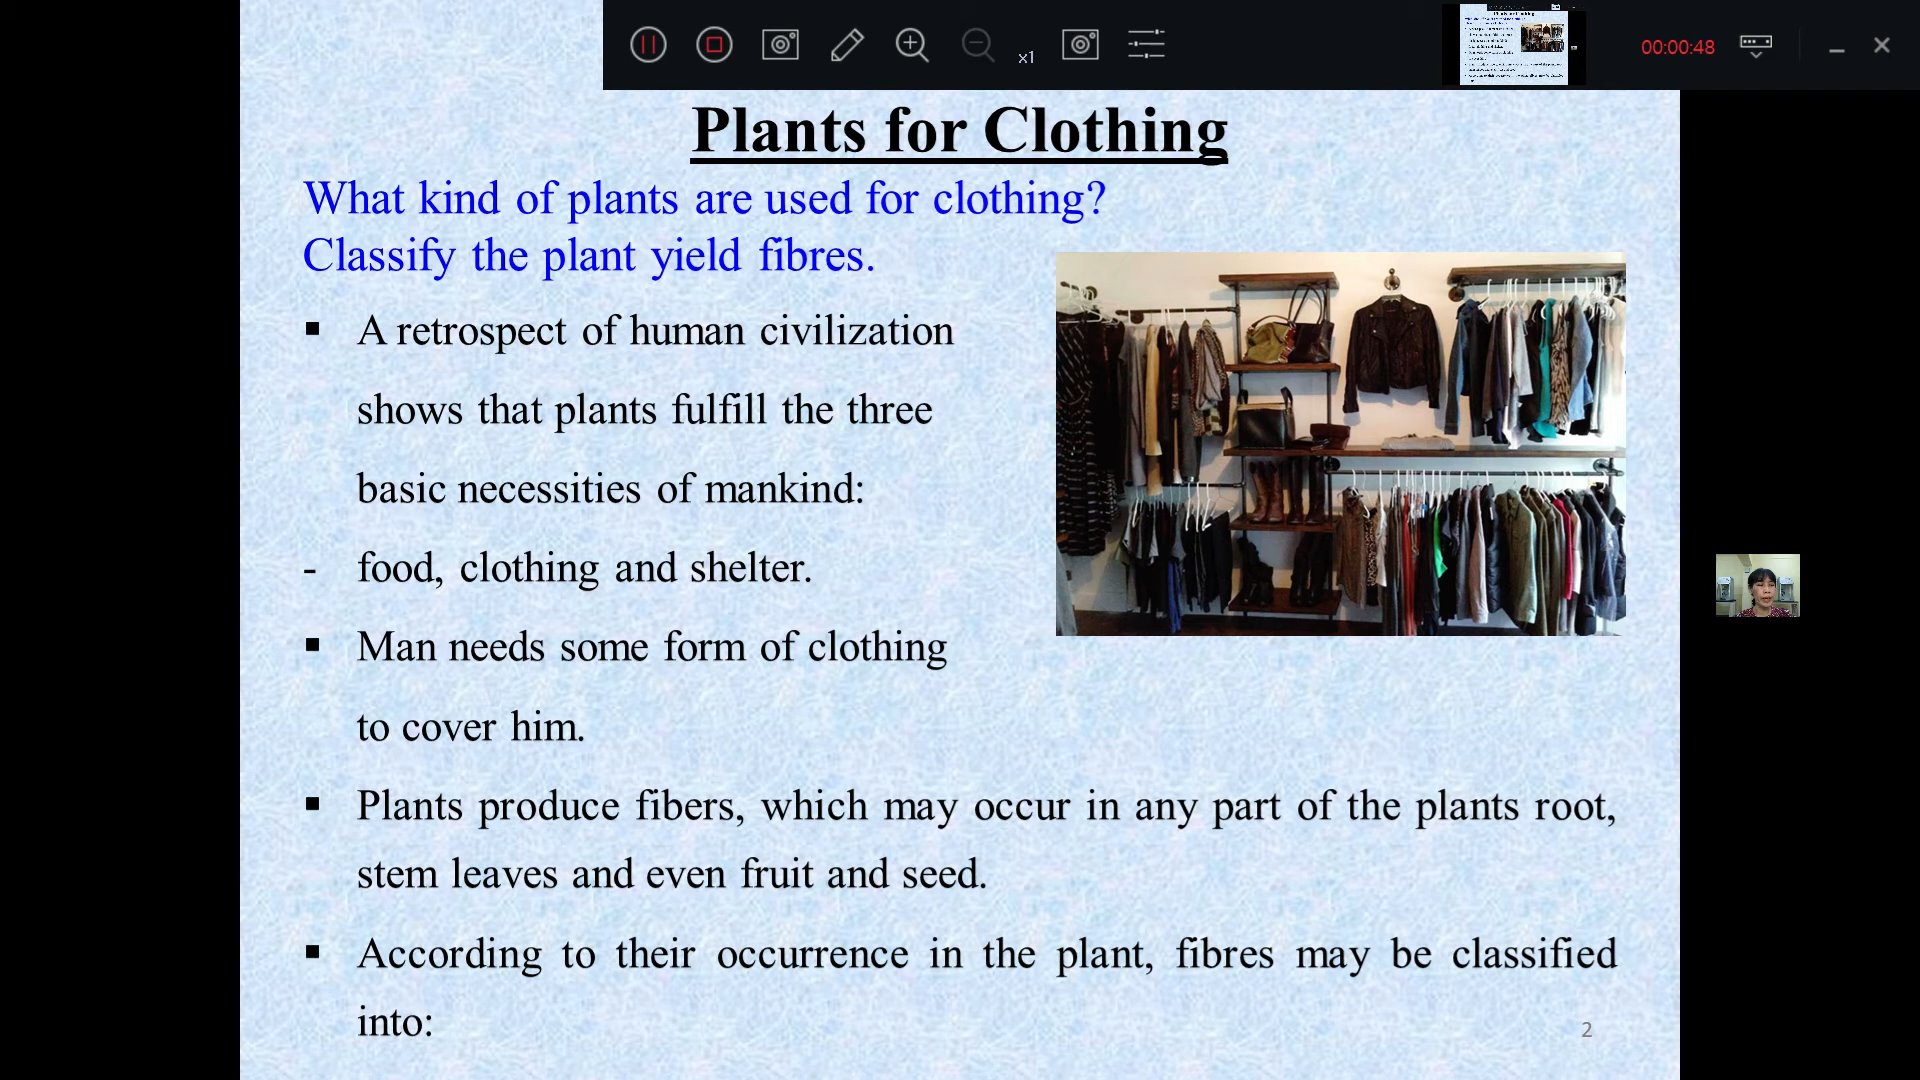 x1
00:00:48
Plants for Clothing
What kind of plants are used for clothing?
Classify the plant yield fibres.
▪ A retrospect of human civilization
shows that plants fulfill the three
basic necessities of mankind:
- food, clothing and shelter.
▪ Man needs some form of clothing
to cover him.
▪ Plants produce fibers, which may occur in any part of the plants root,
stem leaves and even fruit and seed.
▪ According to their occurrence in the plant, fibres may be classified
into:
2